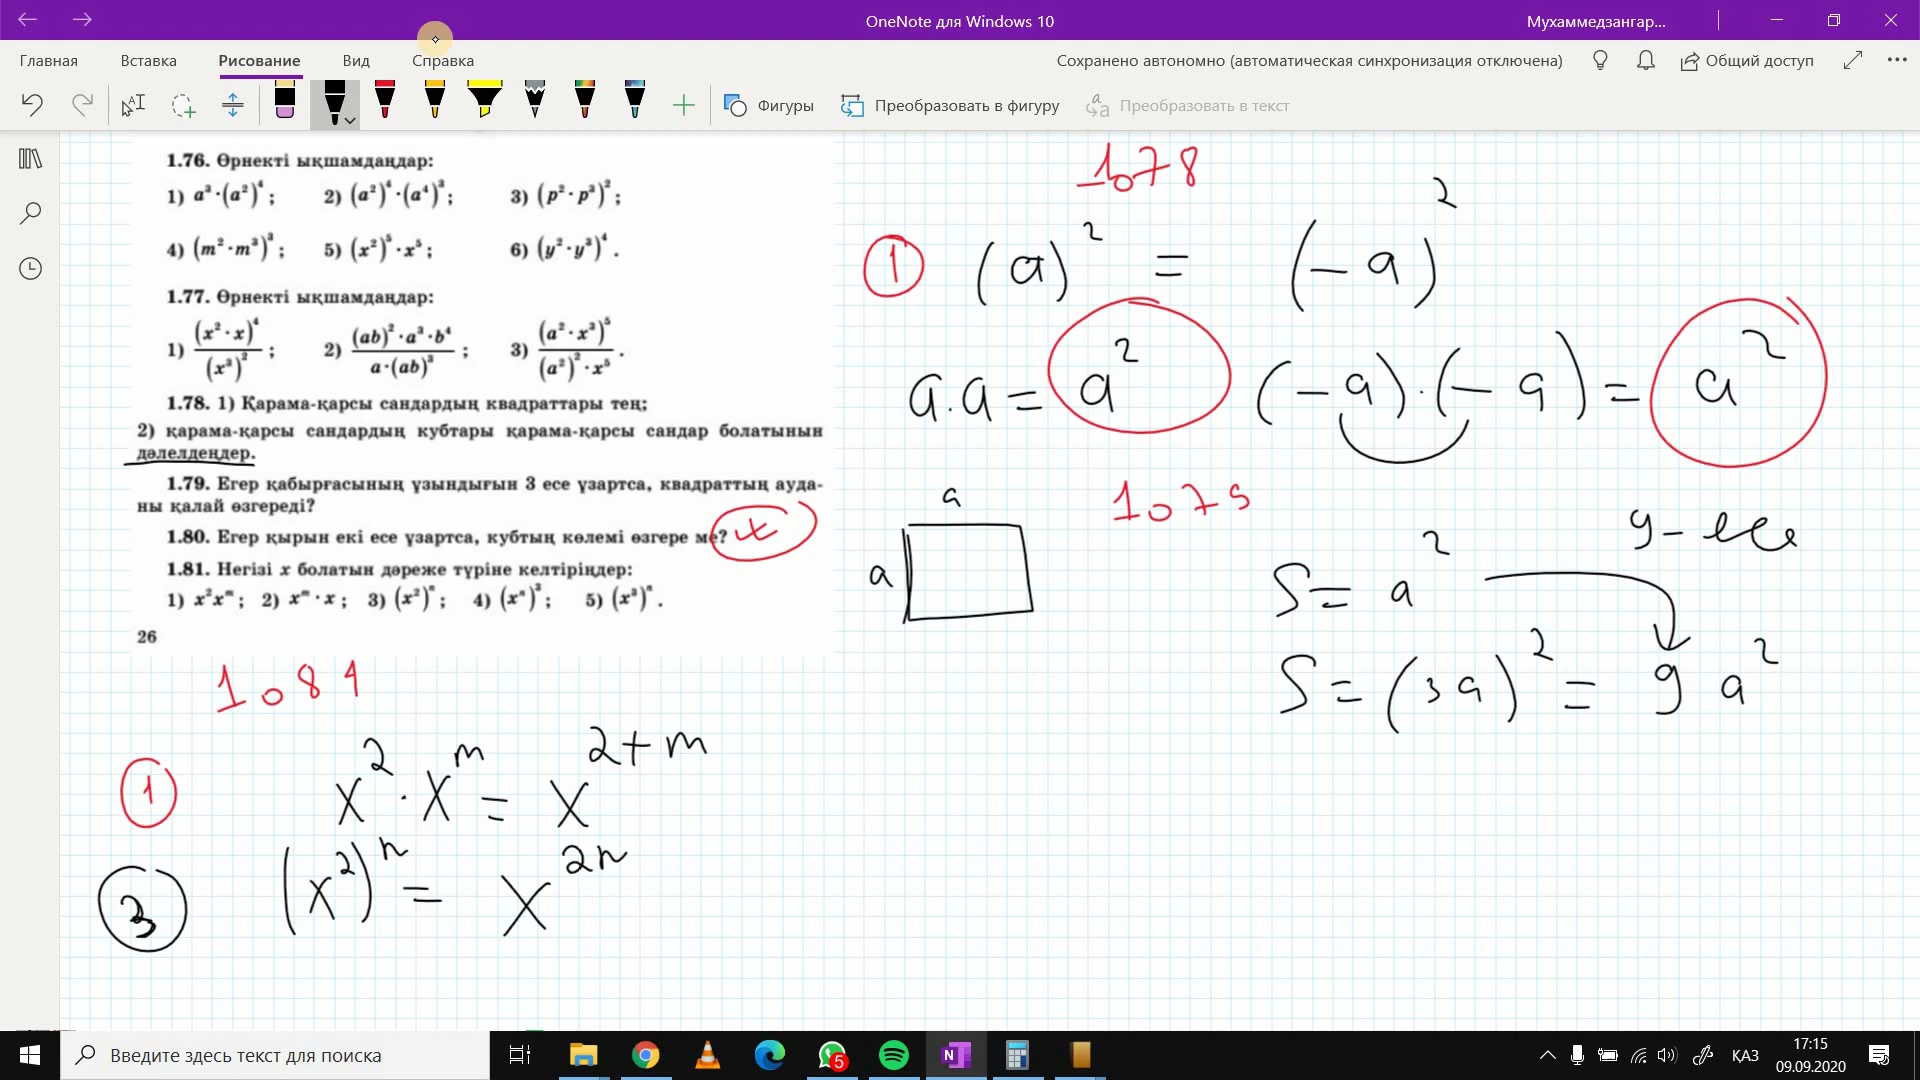 OneNote для Windows 10
Мухаммедзангар...
Главная Вставка Рисование Вид Справка
Сохранено автономно (автоматическая синхронизация отключена) Общий доступ
Фигуры Преобразовать в фигуру Преобразовать в текст
1.76. Өрнекті ықшамдаңдар:
1) a³·(a²)⁴; 2) (a²)⁴·(a⁴)³; 3) (p²·p³)²;
4) (m²·m³)³; 5) (x²)⁵·x⁵; 6) (y²·y³)⁴.
1.77. Өрнекті ықшамдаңдар:
1) (x²·x)⁴/(x³)²; 2) (ab)²·a³·b⁴/a·(ab)³; 3) (a²·x³)⁵/(a²)²·x⁵.
1.78. 1) Қарама-қарсы сандардың квадраттары тең;
2) қарама-қарсы сандардың кубтары қарама-қарсы сандар болатынын
дәлелдеңдер.
1.79. Егер қабырғасының ұзындығын 3 есе ұзартса, квадраттың ауда-
ны қалай өзгереді?
1.80. Егер қырын екі есе ұзартса, кубтың көлемі өзгере ме?
1.81. Негізі x болатын дәреже түріне келтіріңдер:
1) x²xᵐ; 2) xᵐ·x; 3) (x²)ⁿ; 4) (xⁿ)³; 5) (x³)ⁿ.
26
1078
1 (a)² = (-a)²
a.a = a² (-a)·(-a) = a²
1079
a
a
S = a²
9-есе
S = (3a)² = 9a²
1081
1 x²·xᵐ = x²⁺ᵐ
3 (x²)ⁿ = x²ⁿ
Введите здесь текст для поиска
5
ҚАЗ
17:15
09.09.2020